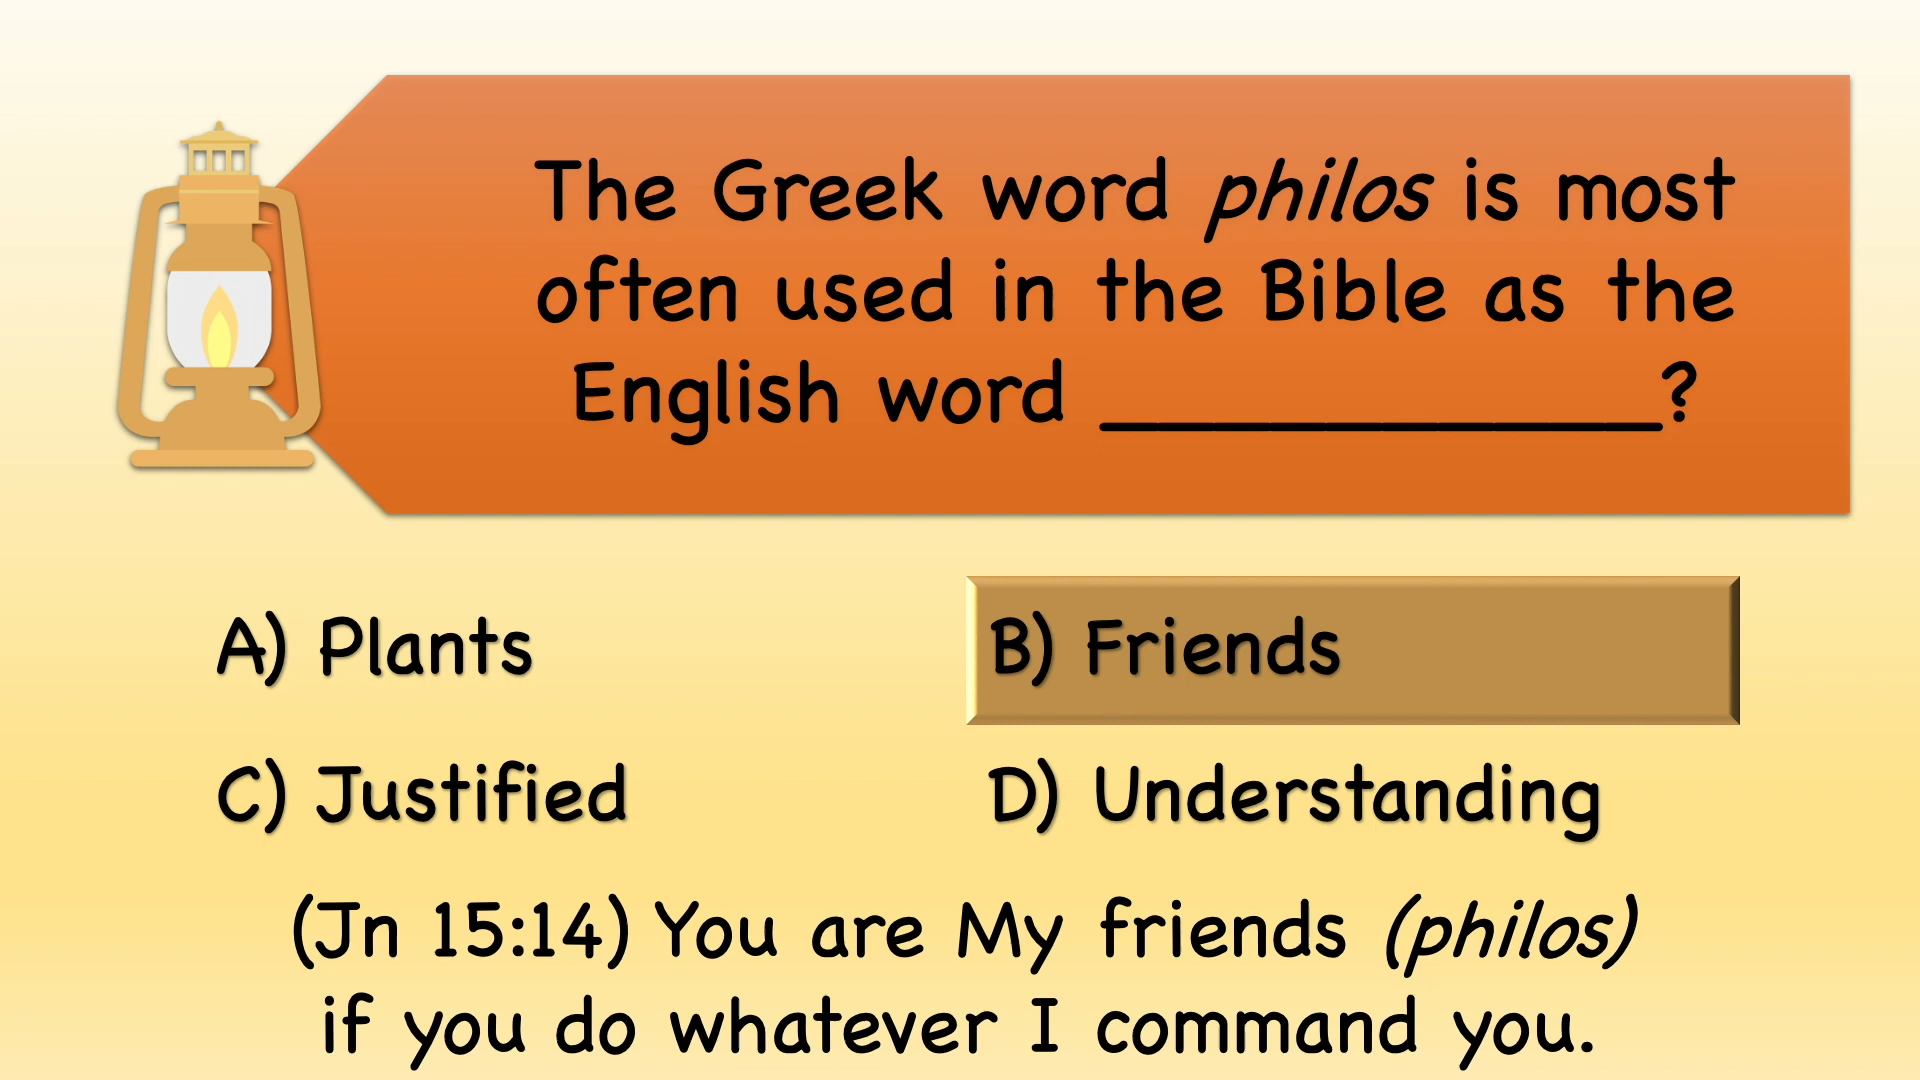 The Greek word philos is most
often used in the Bible as the
English word __________?
A) Plants
B) Friends
C) Justified
D) Understanding
(Jn 15:14) You are My friends (philos)
if you do whatever I command you.